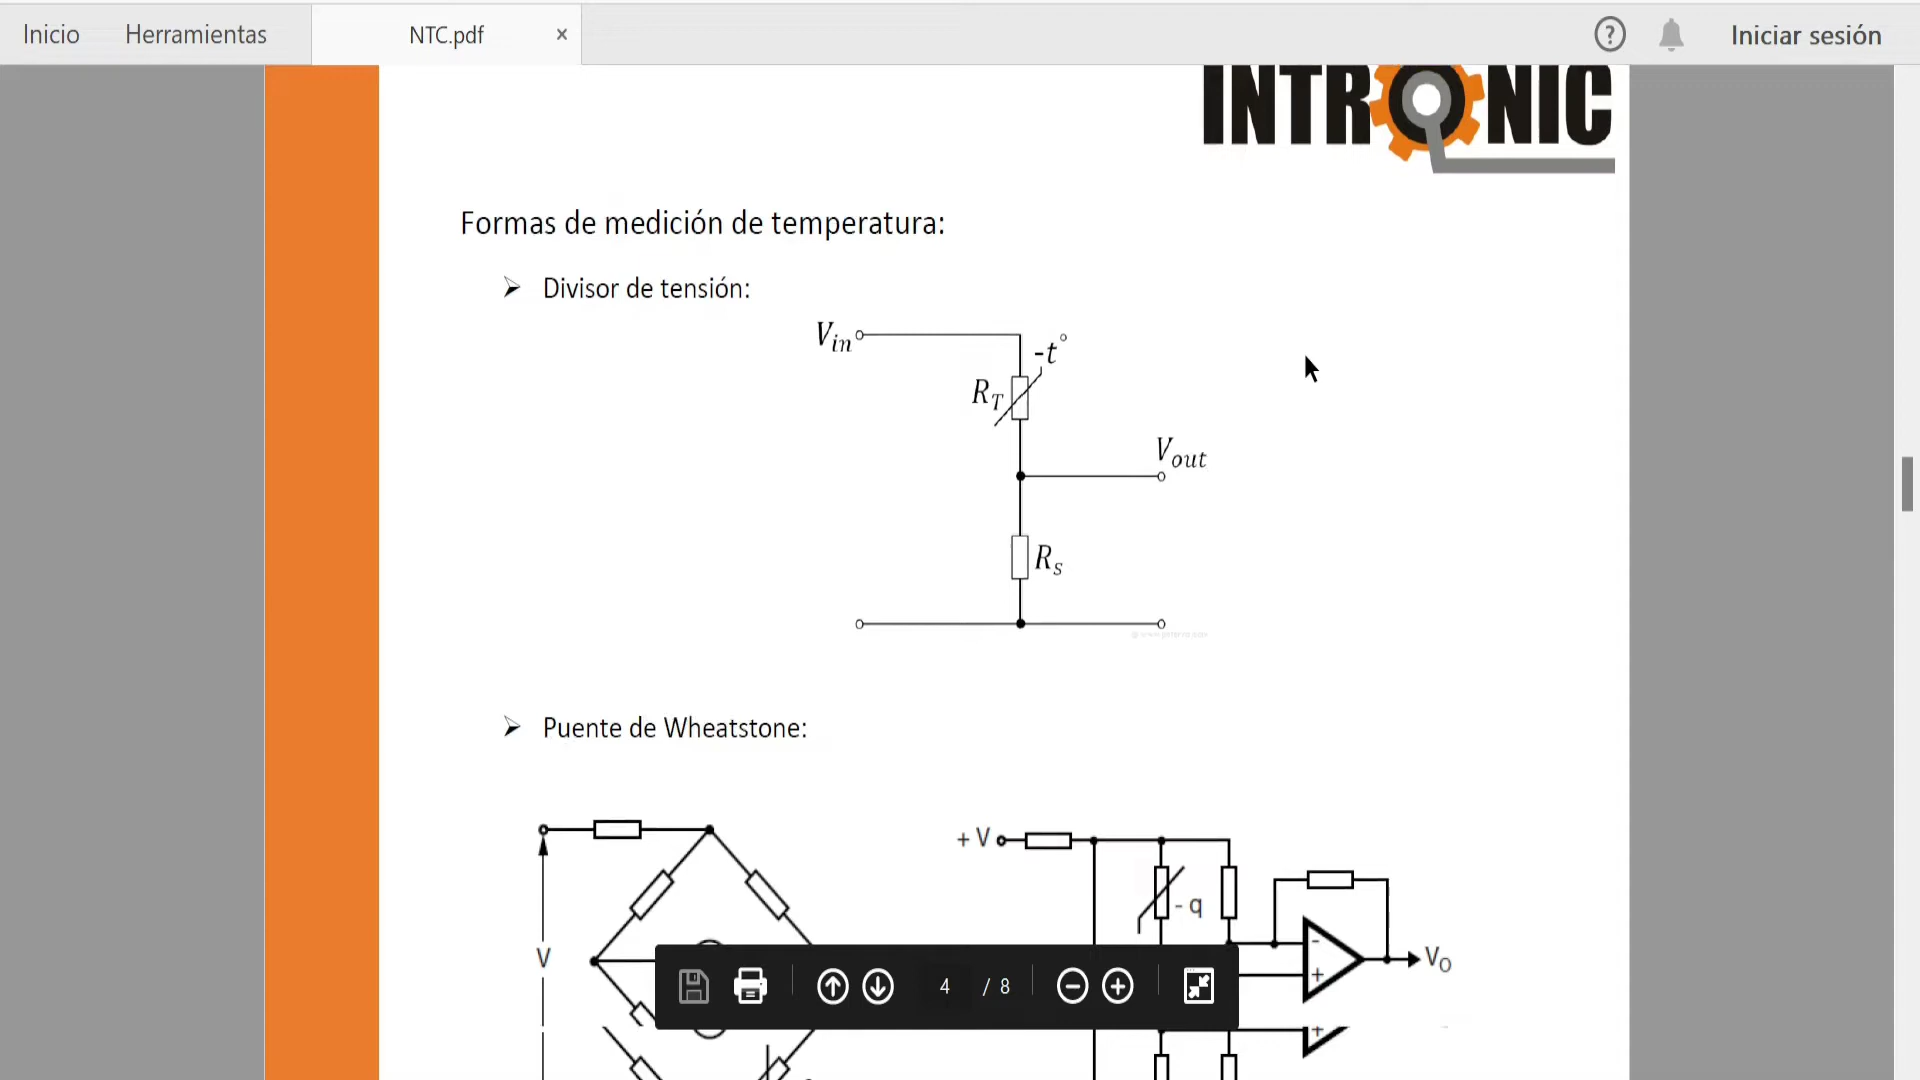 Inicio Herramientas NTC.pdf × ? Iniciar sesión
INTRONIC
Formas de medición de temperatura:
➢ Divisor de tensión:
Vin
-t°
RT
Vout
Rs
➢ Puente de Wheatstone:
+ V
- q
V
-
+
VO
4 / 8
+